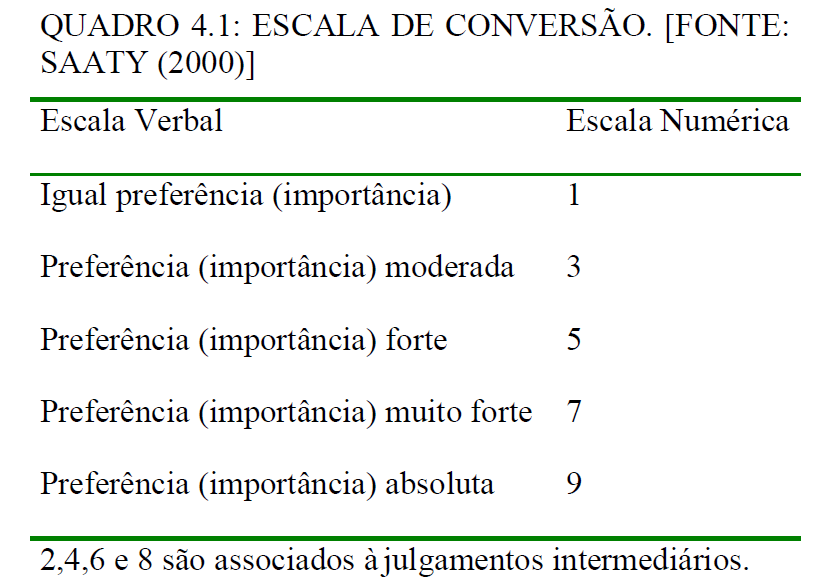 QUADRO 4.1: ESCALA DE CONVERSÃO. [FONTE:
SAATY (2000)]
Escala Verbal Escala Numérica
Igual preferência (importância) 1
Preferência (importância) moderada 3
Preferência (importância) forte 5
Preferência (importância) muito forte 7
Preferência (importância) absoluta 9
2,4,6 e 8 são associados à julgamentos intermediários.